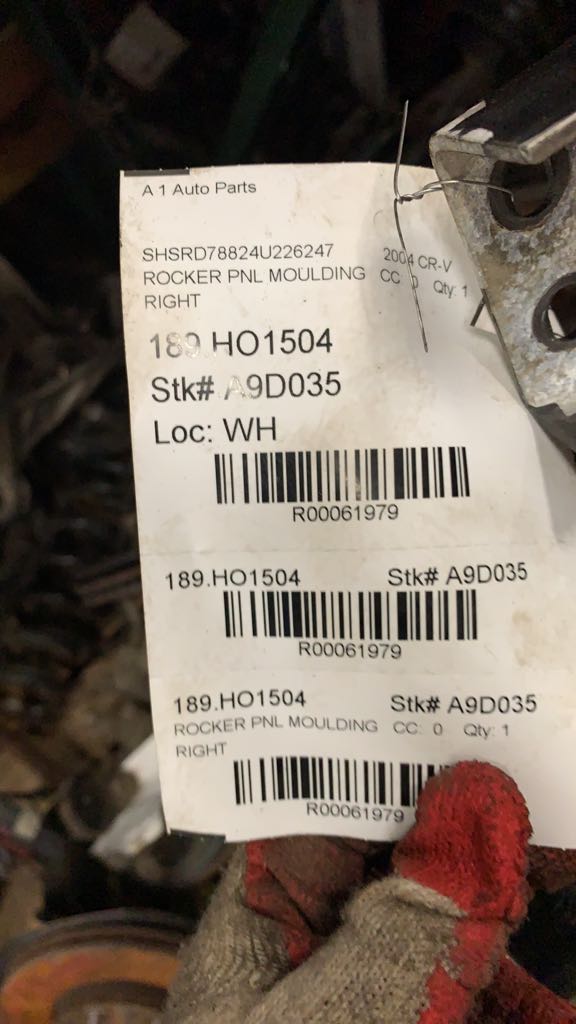 A 1 Auto Parts
SHSRD78824U226247 2004 CR-V
ROCKER PNL MOULDING CC: 0 Qty: 1
RIGHT
189.HO1504
Stk# A9D035
Loc: WH
R00061979
189.HO1504 Stk# A9D035
R00061979
189.HO1504 Stk# A9D035
ROCKER PNL MOULDING CC: 0 Qty: 1
RIGHT
R00061979